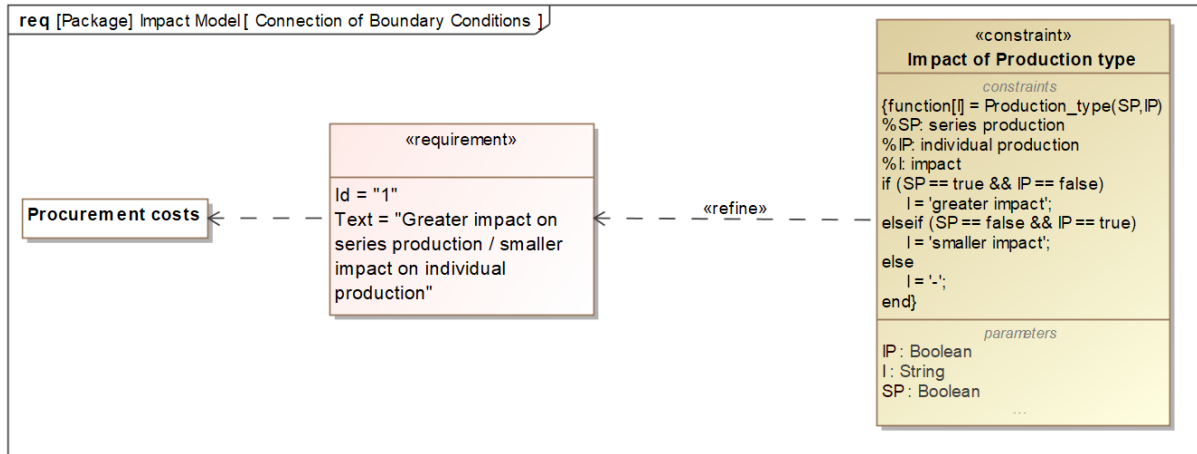 req [Package] Impact Model[ Connection of Boundary Conditions ]
«constraint»
Impact of Production type
constraints
{function[I] = Production_type(SP,IP)
%SP: series production
%IP: individual production
%I: impact
if (SP == true && IP == false)
I = 'greater impact';
elseif (SP == false && IP == true)
I = 'smaller impact';
else
I = '-';
end}
parameters
IP : Boolean
I : String
SP : Boolean
...
«requirement»
Id = "1"
Text = "Greater impact on
series production / smaller
impact on individual
production"
«refine»
Procurement costs